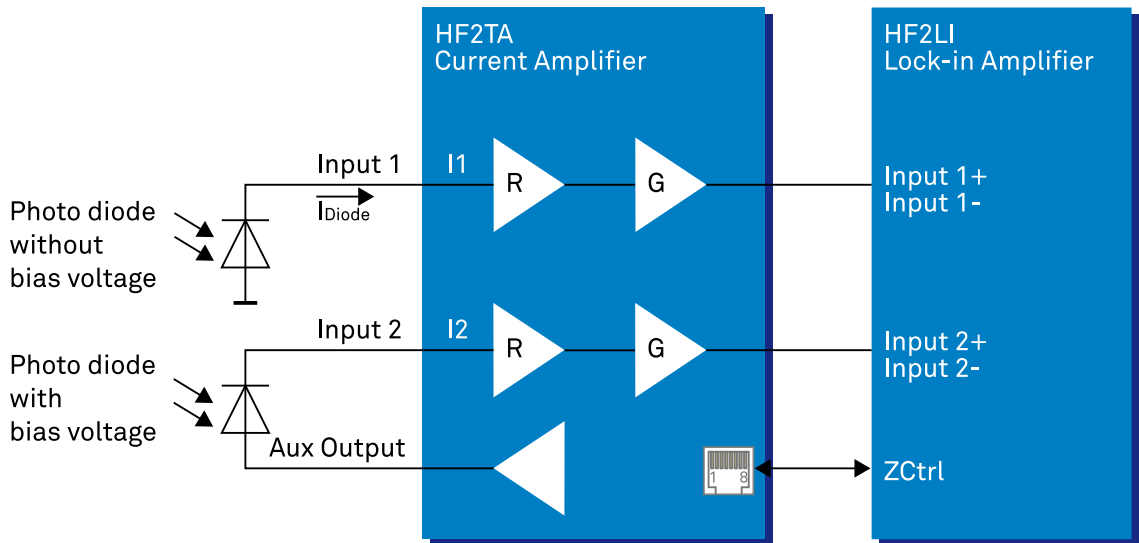 HF2TA
Current Amplifier
HF2LI
Lock-in Amplifier
Input 1
I1
R
G
Input 1+
Input 1-
IDiode
Photo diode
without
bias voltage
Input 2
I2
R
G
Input 2+
Input 2-
Photo diode
with
bias voltage
Aux Output
1 8
ZCtrl